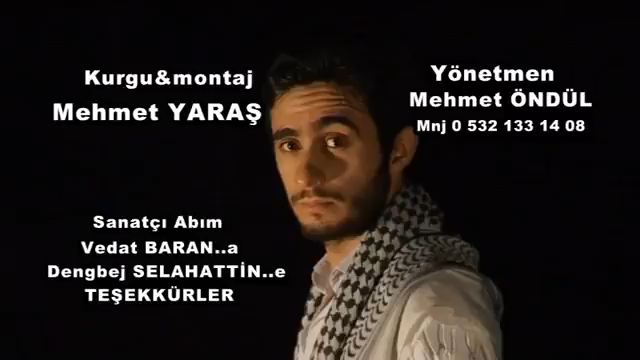 Kurgu&montaj
Mehmet YARAŞ
Yönetmen
Mehmet ÖNDÜL
Mnj 0 532 133 14 08
Sanatçı Abım
Vedat BARAN..a
Dengbej SELAHATTİN..e
TEŞEKKÜRLER